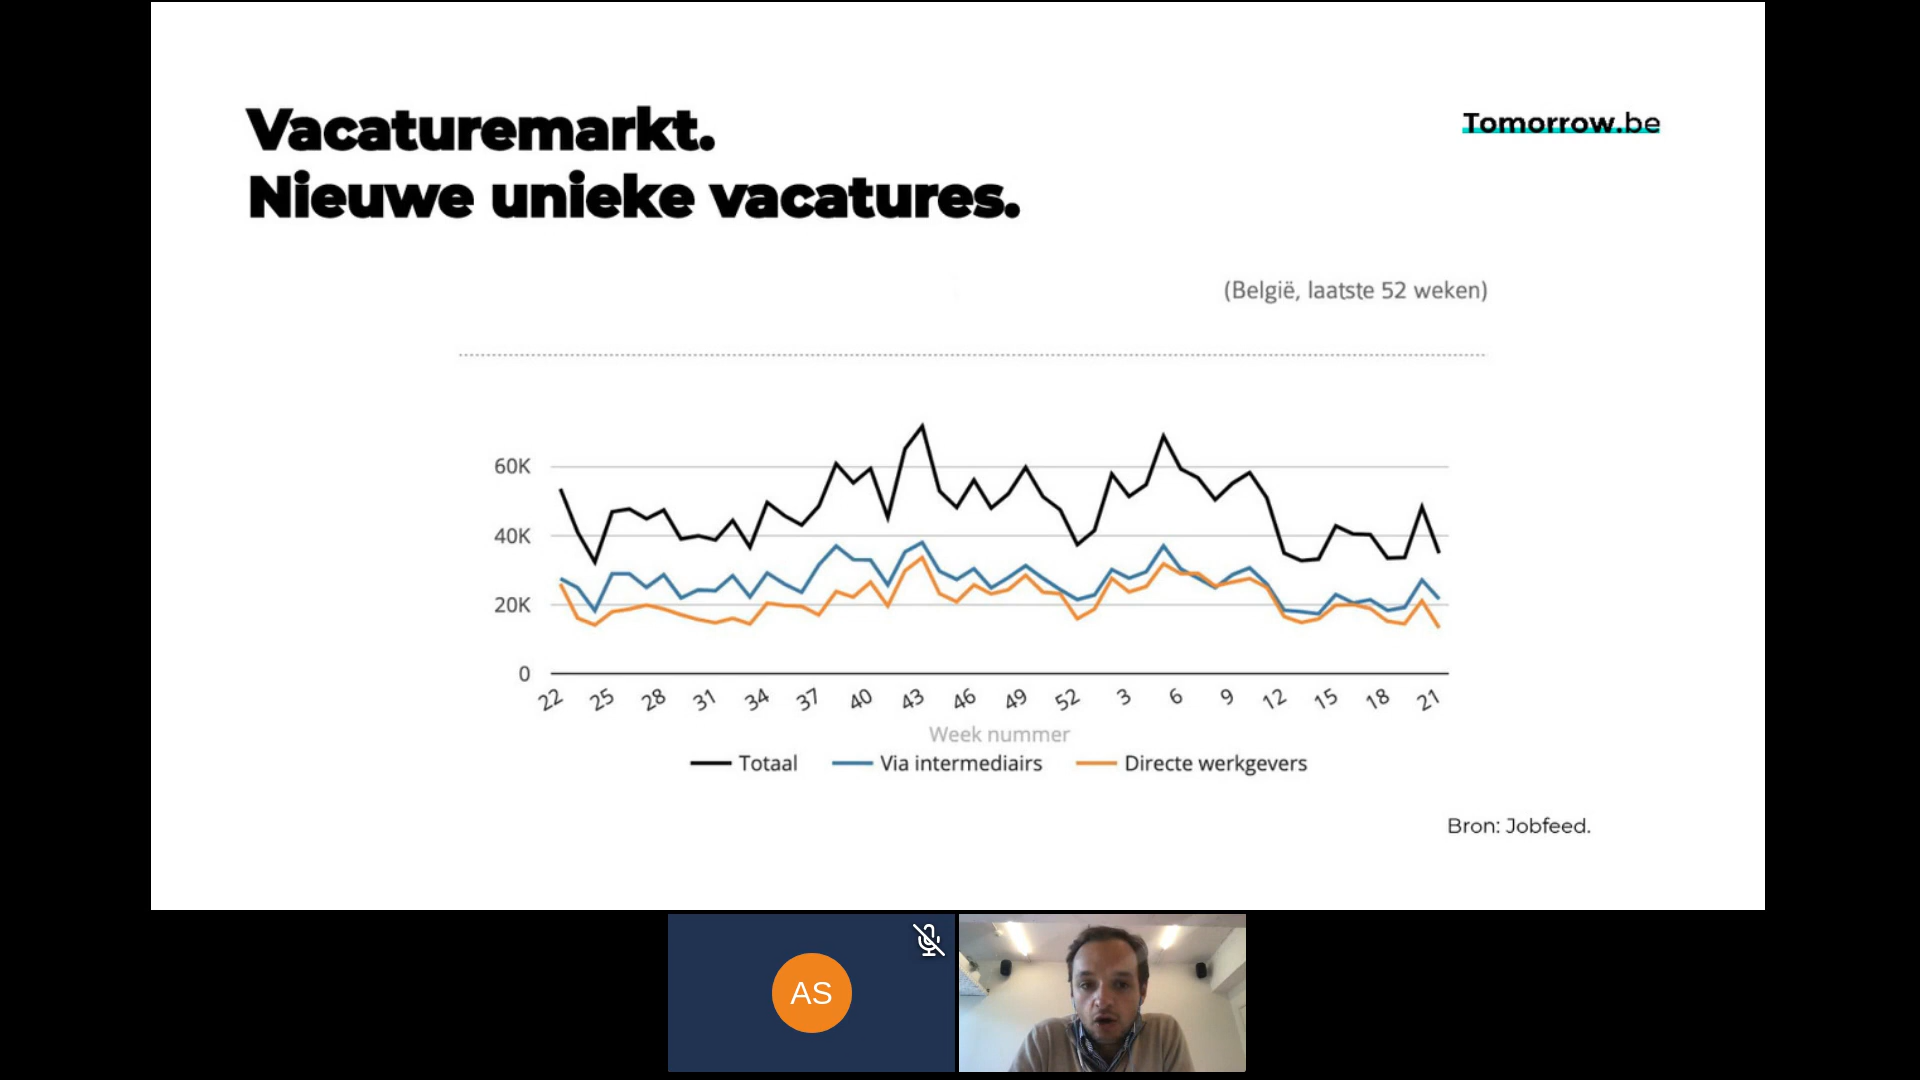 Vacaturemarkt.
Nieuwe unieke vacatures.
Tomorrow.be
(België, laatste 52 weken)
60K
40K
20K
0
22 25 28 31 34 37 40 43 46 49 52 3 6 9 12 15 18 21
Week nummer
Totaal Via intermediairs Directe werkgevers
Bron: Jobfeed.
AS